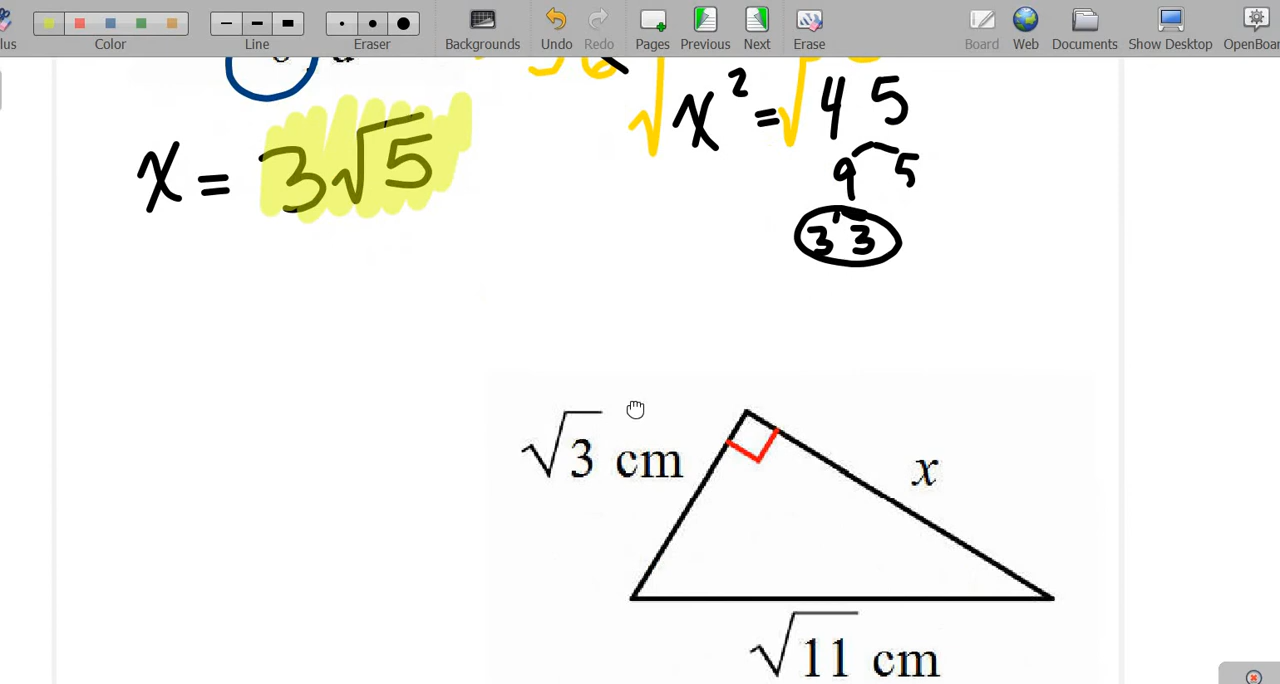 Color Line Eraser Backgrounds Undo Redo Pages Previous Next Erase Board Web Documents Show Desktop OpenBoar
√x² = √45
9 5
x = 3√5
3 3
√3 cm
x
√11 cm